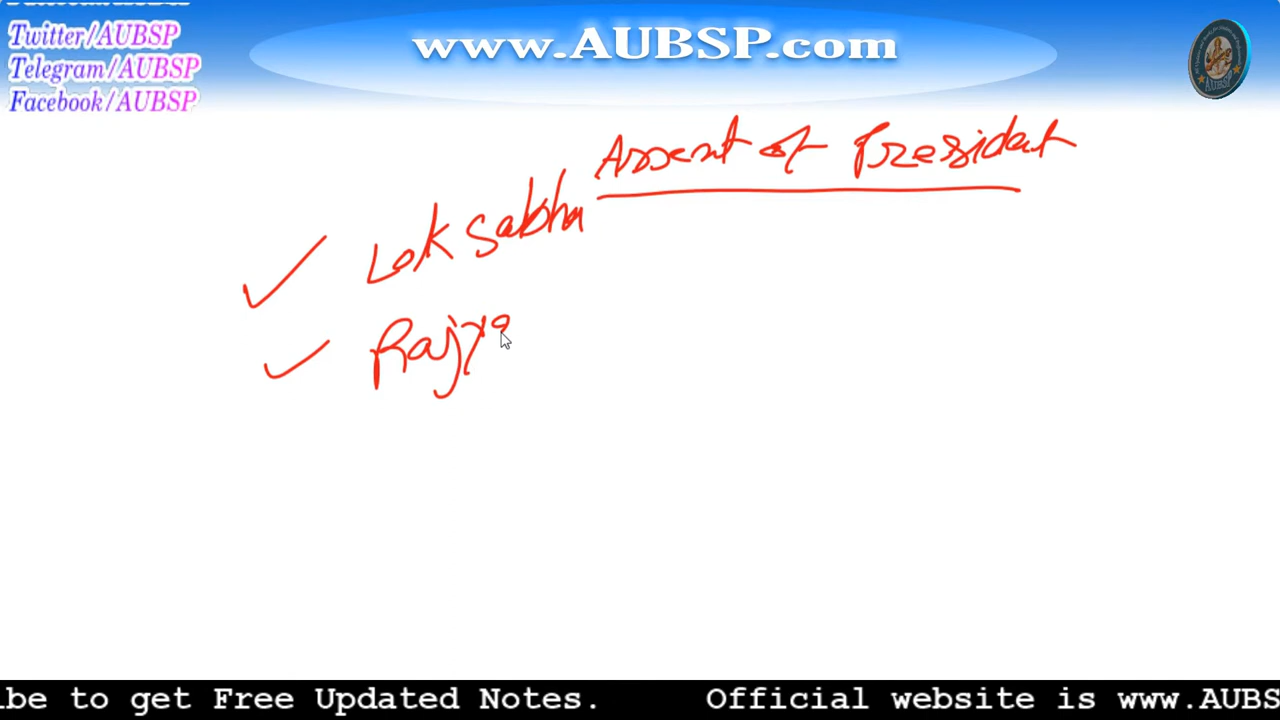 Twitter/AUBSP
Telegram/AUBSP
Facebook/AUBSP
www.AUBSP.com
AUBSP
Assent of President
Lok Sabha
Rajya
be to get Free Updated Notes. Official website is www.AUBS